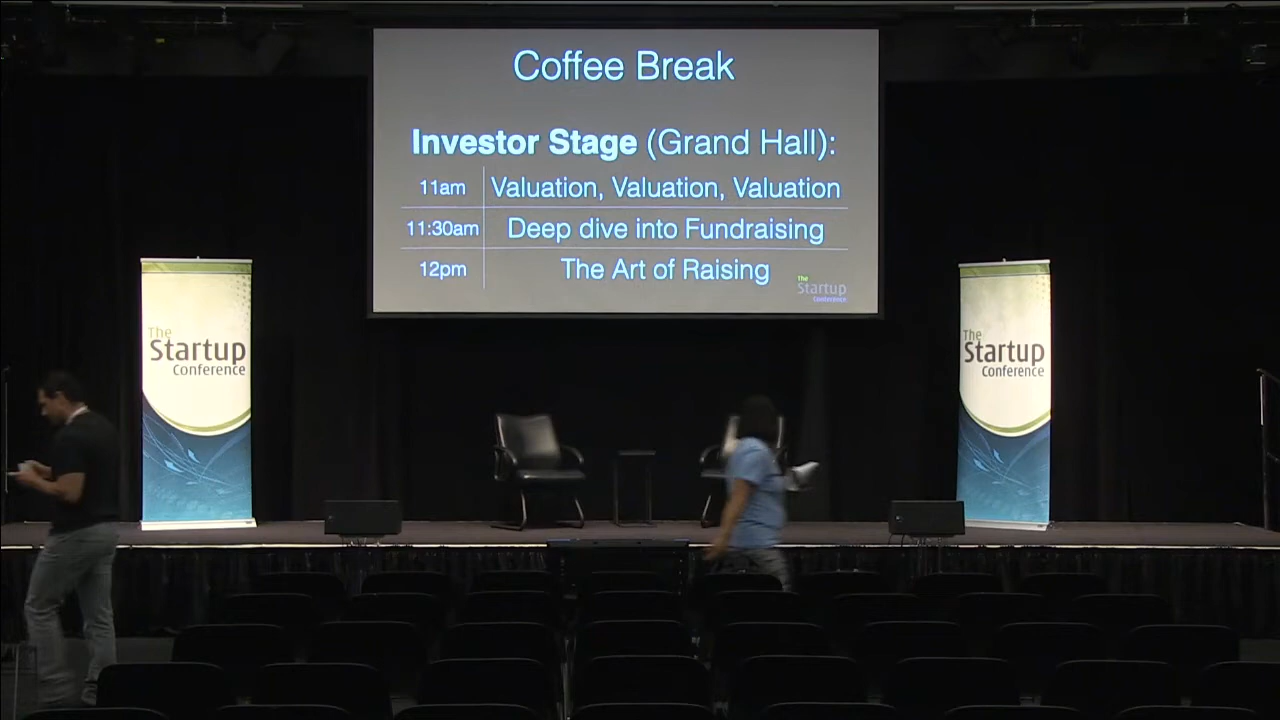 Coffee Break
Investor Stage (Grand Hall):
11am Valuation, Valuation, Valuation
11:30am Deep dive into Fundraising
12pm The Art of Raising
The
Startup
Conference
The
Startup
Conference
The
Startup
Conference